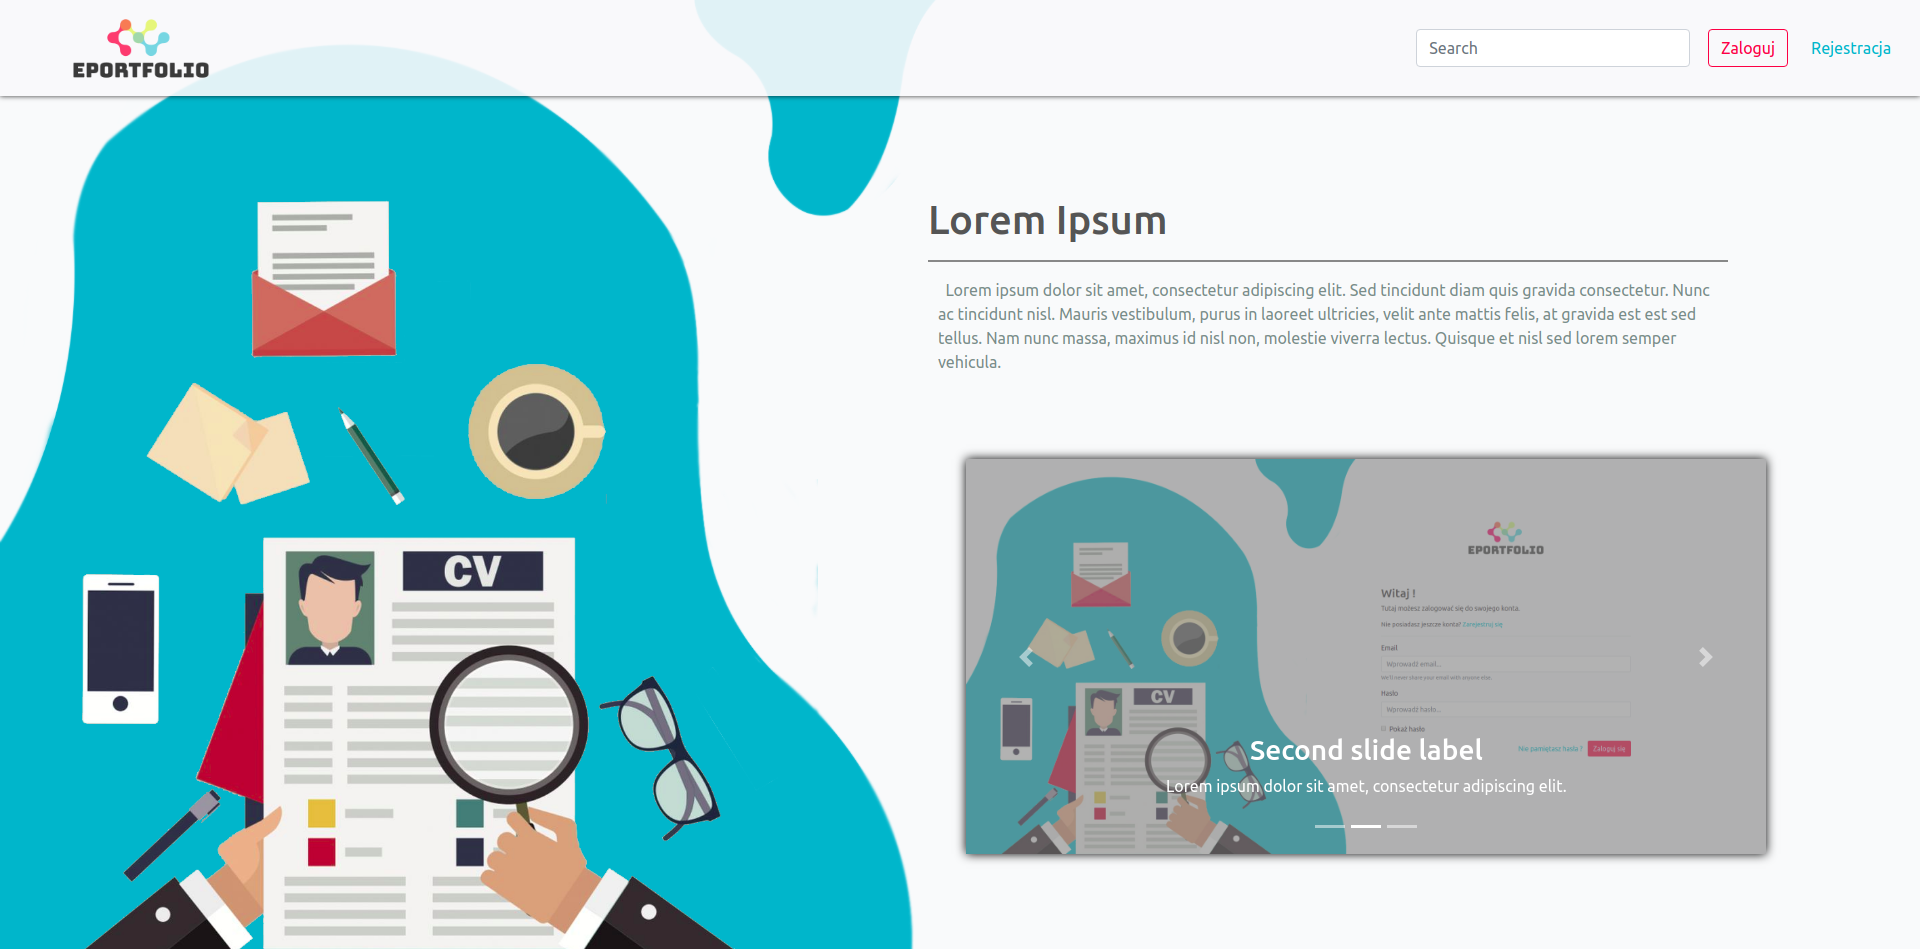 EPORTFOLIO
Search
Zaloguj
Rejestracja
Lorem Ipsum
Lorem ipsum dolor sit amet, consectetur adipiscing elit. Sed tincidunt diam quis gravida consectetur. Nunc
ac tincidunt nisl. Mauris vestibulum, purus in laoreet ultricies, velit ante mattis felis, at gravida est est sed
tellus. Nam nunc massa, maximus id nisl non, molestie viverra lectus. Quisque et nisl sed lorem semper
vehicula.
CV
EPORTFOLIO
Witaj !
Tutaj możesz zalogować się do swojego konta.
Nie posiadasz jeszcze konta? Zarejestruj się
Email
Wprowadź email...
We'll never share your email with anyone else.
Hasło
Wprowadź hasło...
Pokaż hasło
Nie pamiętasz hasła ?
Zaloguj się
CV
Second slide label
Lorem ipsum dolor sit amet, consectetur adipiscing elit.